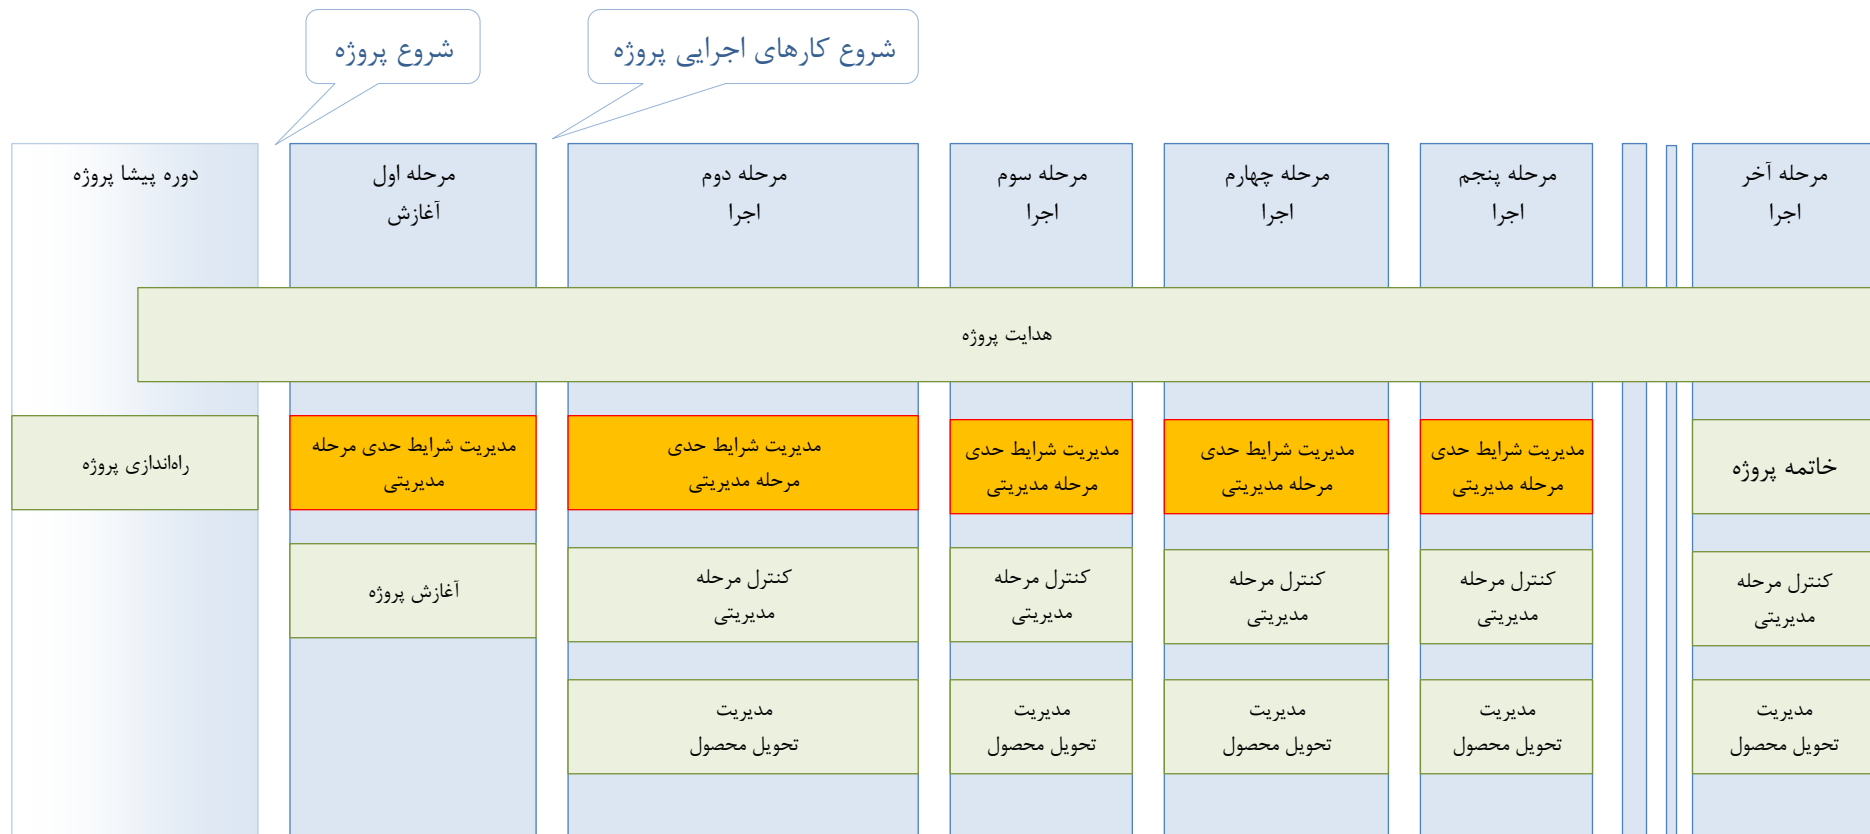 شروع پروژه
شروع کارهای اجرایی پروژه
دوره پیشا پروژه
مرحله اول
آغازش
مرحله دوم
اجرا
مرحله سوم
اجرا
مرحله چهارم
اجرا
مرحله پنجم
اجرا
مرحله آخر
اجرا
هدایت پروژه
راه‌اندازی پروژه
مدیریت شرایط حدی مرحله
مدیریتی
مدیریت شرایط حدی
مرحله مدیریتی
مدیریت شرایط حدی
مرحله مدیریتی
مدیریت شرایط حدی
مرحله مدیریتی
مدیریت شرایط حدی
مرحله مدیریتی
خاتمه پروژه
آغازش پروژه
کنترل مرحله
مدیریتی
کنترل مرحله
مدیریتی
کنترل مرحله
مدیریتی
کنترل مرحله
مدیریتی
کنترل مرحله
مدیریتی
مدیریت
تحویل محصول
مدیریت
تحویل محصول
مدیریت
تحویل محصول
مدیریت
تحویل محصول
مدیریت
تحویل محصول